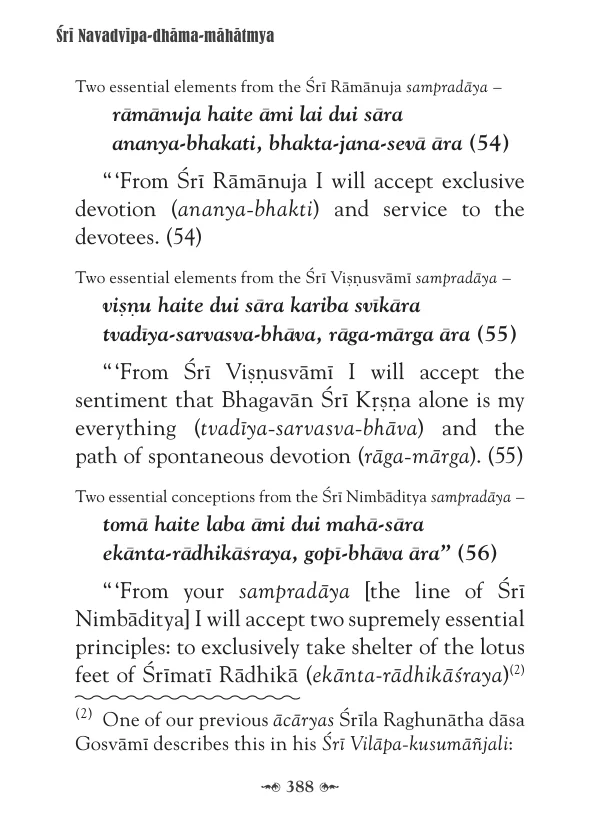 Śrī Navadvīpa-dhāma-māhātmya
Two essential elements from the Śrī Rāmānuja sampradāya –
rāmānuja haite āmi lai dui sāra
ananya-bhakati, bhakta-jana-sevā āra (54)
“ ‘From Śrī Rāmānuja I will accept exclusive
devotion (ananya-bhakti) and service to the
devotees. (54)
Two essential elements from the Śrī Viṣṇusvāmī sampradāya –
viṣṇu haite dui sāra kariba svīkāra
tvadīya-sarvasva-bhāva, rāga-mārga āra (55)
“ ‘From Śrī Viṣṇusvāmī I will accept the
sentiment that Bhagavān Śrī Kṛṣṇa alone is my
everything (tvadīya-sarvasva-bhāva) and the
path of spontaneous devotion (rāga-mārga). (55)
Two essential conceptions from the Śrī Nimbāditya sampradāya –
tomā haite laba āmi dui mahā-sāra
ekānta-rādhikāśraya, gopī-bhāva āra” (56)
“ ‘From your sampradāya [the line of Śrī
Nimbāditya] I will accept two supremely essential
principles: to exclusively take shelter of the lotus
feet of Śrīmatī Rādhikā (ekānta-rādhikāśraya)(2)
(2) One of our previous ācāryas Śrīla Raghunātha dāsa
Gosvāmī describes this in his Śrī Vilāpa-kusumāñjali:
388